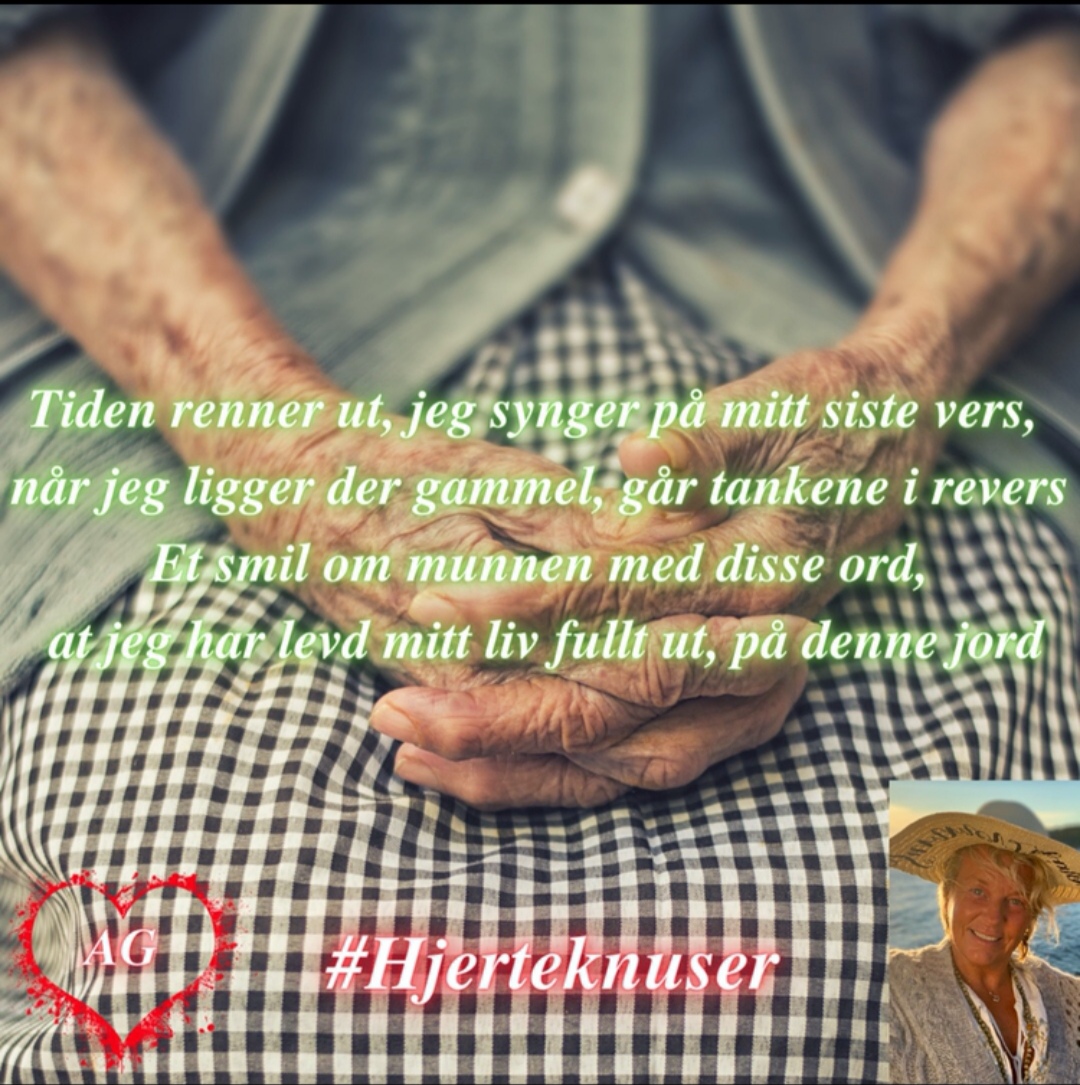 Tiden renner ut, jeg synger på mitt siste vers,
når jeg ligger der gammel, går tankene i revers
Et smil om munnen med disse ord,
at jeg har levd mitt liv fullt ut, på denne jord
AG
#Hjerteknuser